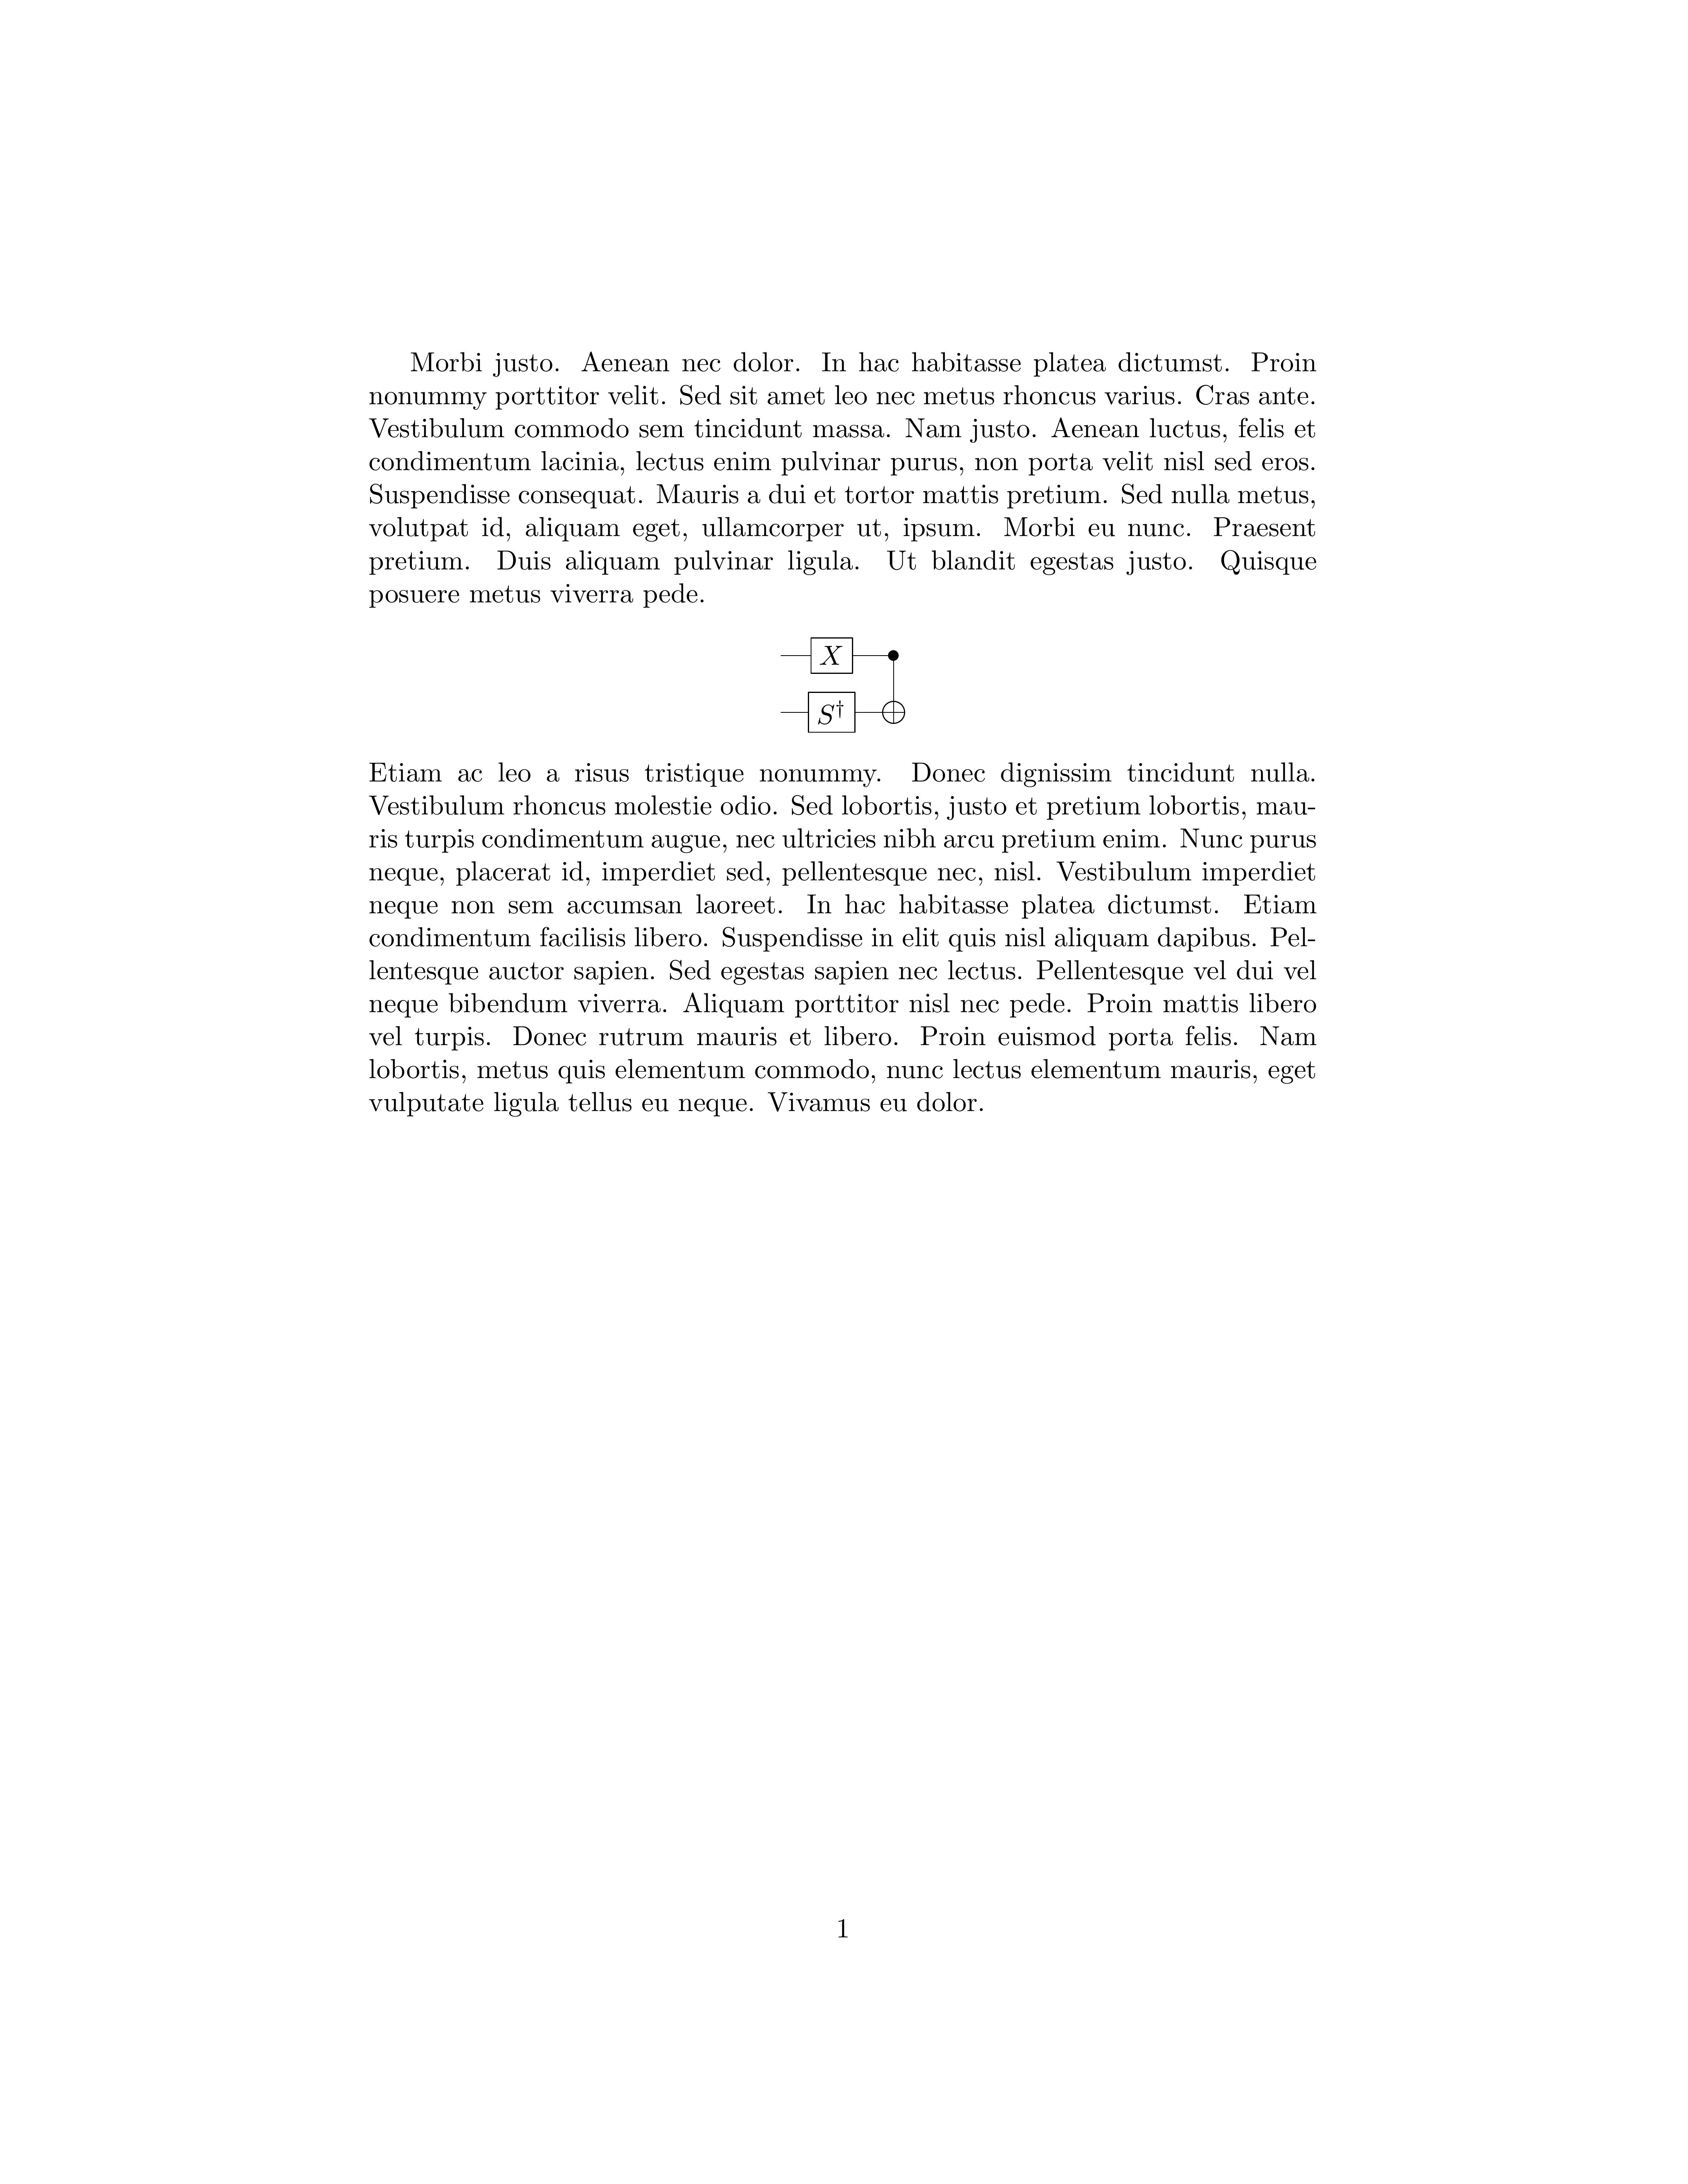 Morbi justo. Aenean nec dolor. In hac habitasse platea dictumst. Proin
nonummy porttitor velit. Sed sit amet leo nec metus rhoncus varius. Cras ante.
Vestibulum commodo sem tincidunt massa. Nam justo. Aenean luctus, felis et
condimentum lacinia, lectus enim pulvinar purus, non porta velit nisl sed eros.
Suspendisse consequat. Mauris a dui et tortor mattis pretium. Sed nulla metus,
volutpat id, aliquam eget, ullamcorper ut, ipsum. Morbi eu nunc. Praesent
pretium. Duis aliquam pulvinar ligula. Ut blandit egestas justo. Quisque
posuere metus viverra pede.
X
S†
Etiam ac leo a risus tristique nonummy. Donec dignissim tincidunt nulla.
Vestibulum rhoncus molestie odio. Sed lobortis, justo et pretium lobortis, mau-
ris turpis condimentum augue, nec ultricies nibh arcu pretium enim. Nunc purus
neque, placerat id, imperdiet sed, pellentesque nec, nisl. Vestibulum imperdiet
neque non sem accumsan laoreet. In hac habitasse platea dictumst. Etiam
condimentum facilisis libero. Suspendisse in elit quis nisl aliquam dapibus. Pel-
lentesque auctor sapien. Sed egestas sapien nec lectus. Pellentesque vel dui vel
neque bibendum viverra. Aliquam porttitor nisl nec pede. Proin mattis libero
vel turpis. Donec rutrum mauris et libero. Proin euismod porta felis. Nam
lobortis, metus quis elementum commodo, nunc lectus elementum mauris, eget
vulputate ligula tellus eu neque. Vivamus eu dolor.
1